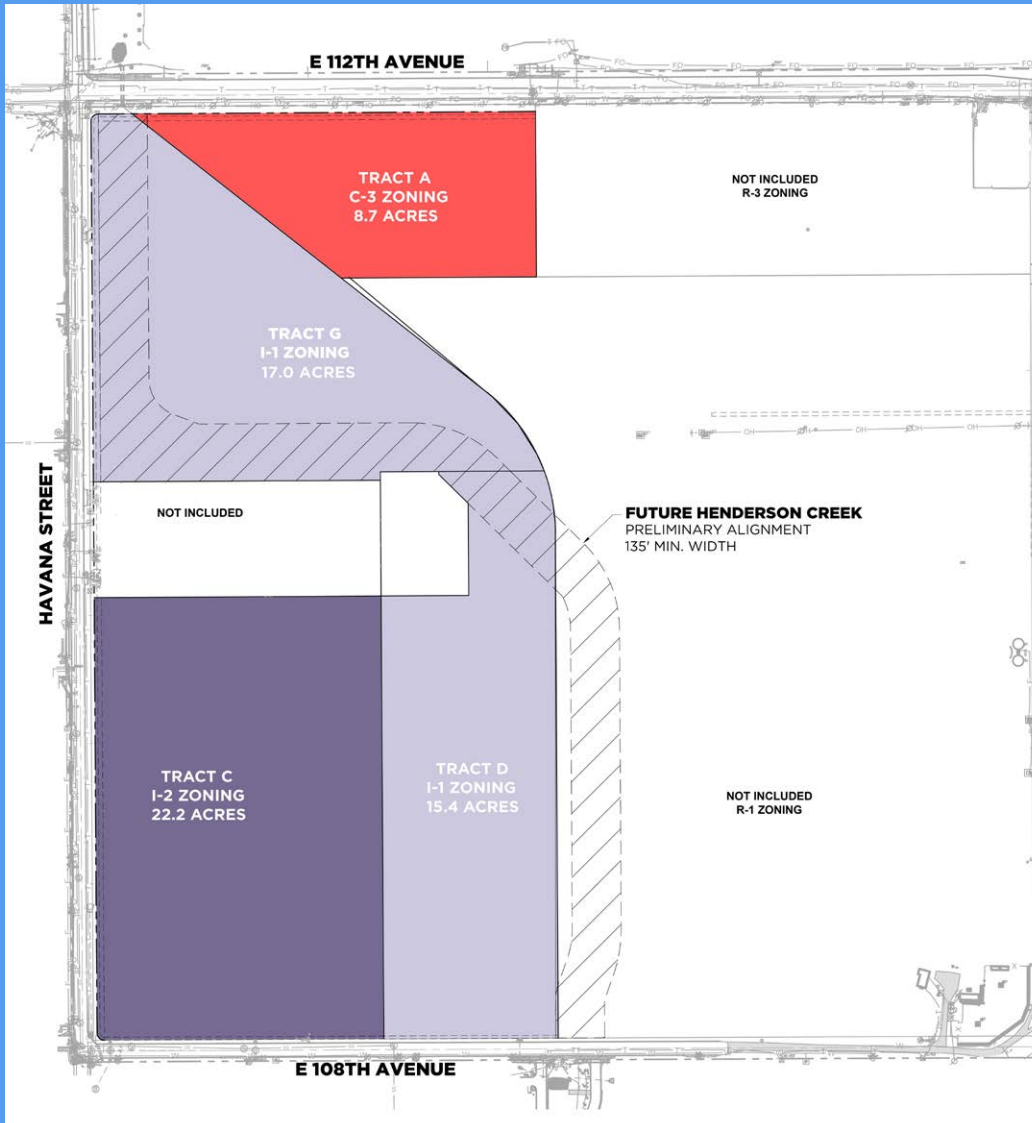 E 112TH AVENUE
TRACT A
C-3 ZONING
8.7 ACRES
NOT INCLUDED
R-3 ZONING
TRACT G
I-1 ZONING
17.0 ACRES
HAVANA STREET
NOT INCLUDED
FUTURE HENDERSON CREEK
PRELIMINARY ALIGNMENT
135' MIN. WIDTH
TRACT C
I-2 ZONING
22.2 ACRES
TRACT D
I-1 ZONING
15.4 ACRES
NOT INCLUDED
R-1 ZONING
E 108TH AVENUE